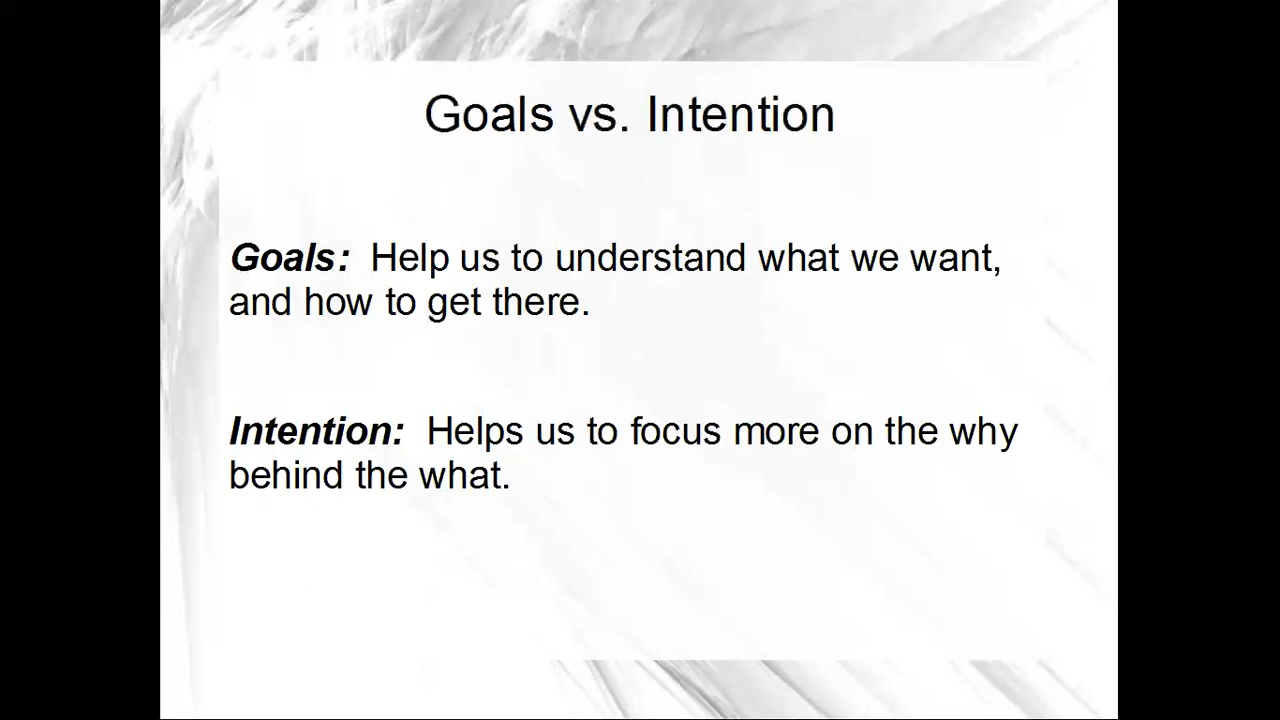 Goals vs. Intention
Goals: Help us to understand what we want,
and how to get there.
Intention: Helps us to focus more on the why
behind the what.